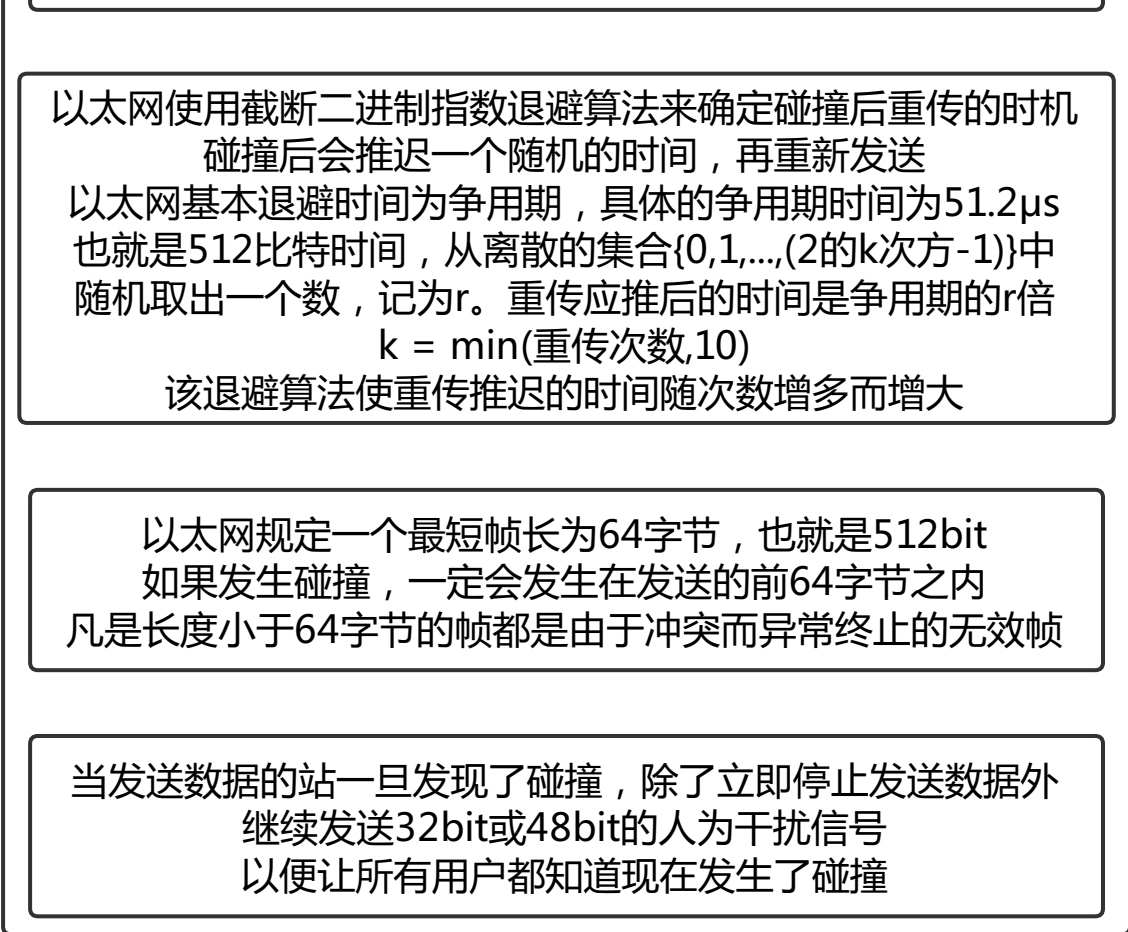 以太网使用截断二进制指数退避算法来确定碰撞后重传的时机
碰撞后会推迟一个随机的时间，再重新发送
以太网基本退避时间为争用期，具体的争用期时间为51.2μs
也就是512比特时间，从离散的集合{0,1,...,(2的k次方-1)}中
随机取出一个数，记为r。重传应推后的时间是争用期的r倍
k = min(重传次数,10)
该退避算法使重传推迟的时间随次数增多而增大
以太网规定一个最短帧长为64字节，也就是512bit
如果发生碰撞，一定会发生在发送的前64字节之内
凡是长度小于64字节的帧都是由于冲突而异常终止的无效帧
当发送数据的站一旦发现了碰撞，除了立即停止发送数据外
继续发送32bit或48bit的人为干扰信号
以便让所有用户都知道现在发生了碰撞